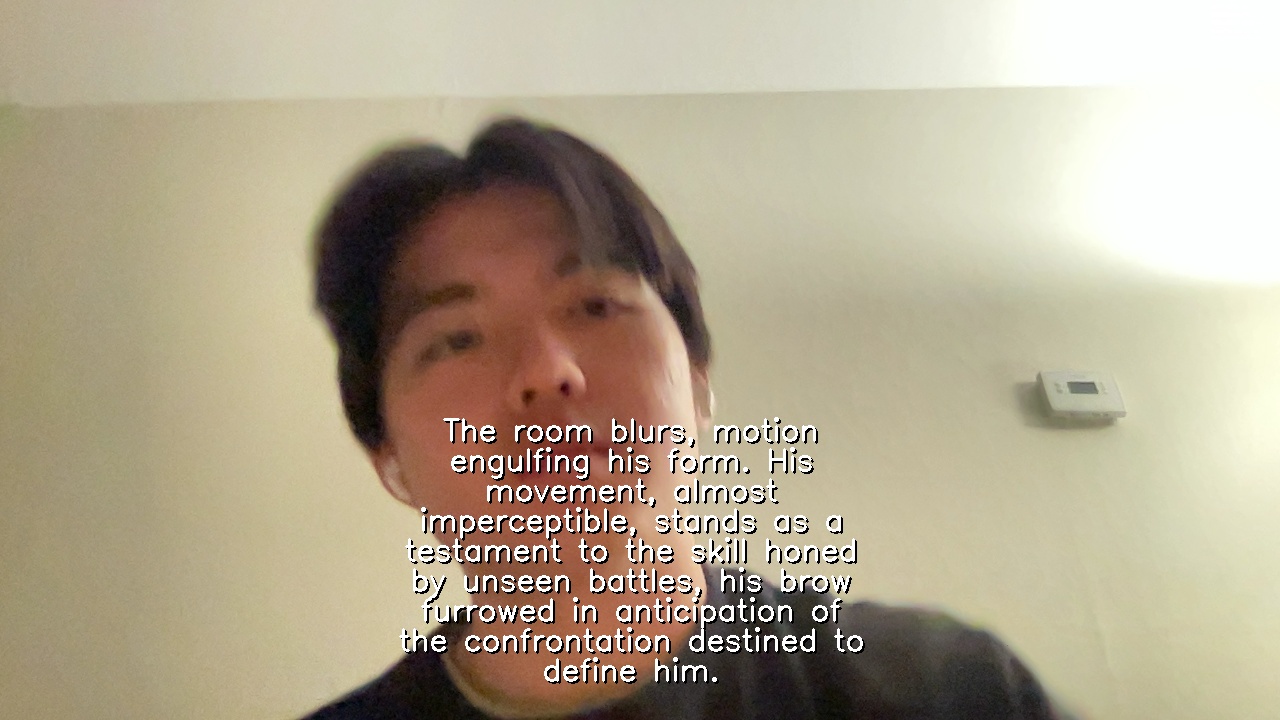 The room blurs, motion
engulfing his form. His
movement, almost
imperceptible, stands as a
testament to the skill honed
by unseen battles, his brow
furrowed in anticipation of
the confrontation destined to
define him.